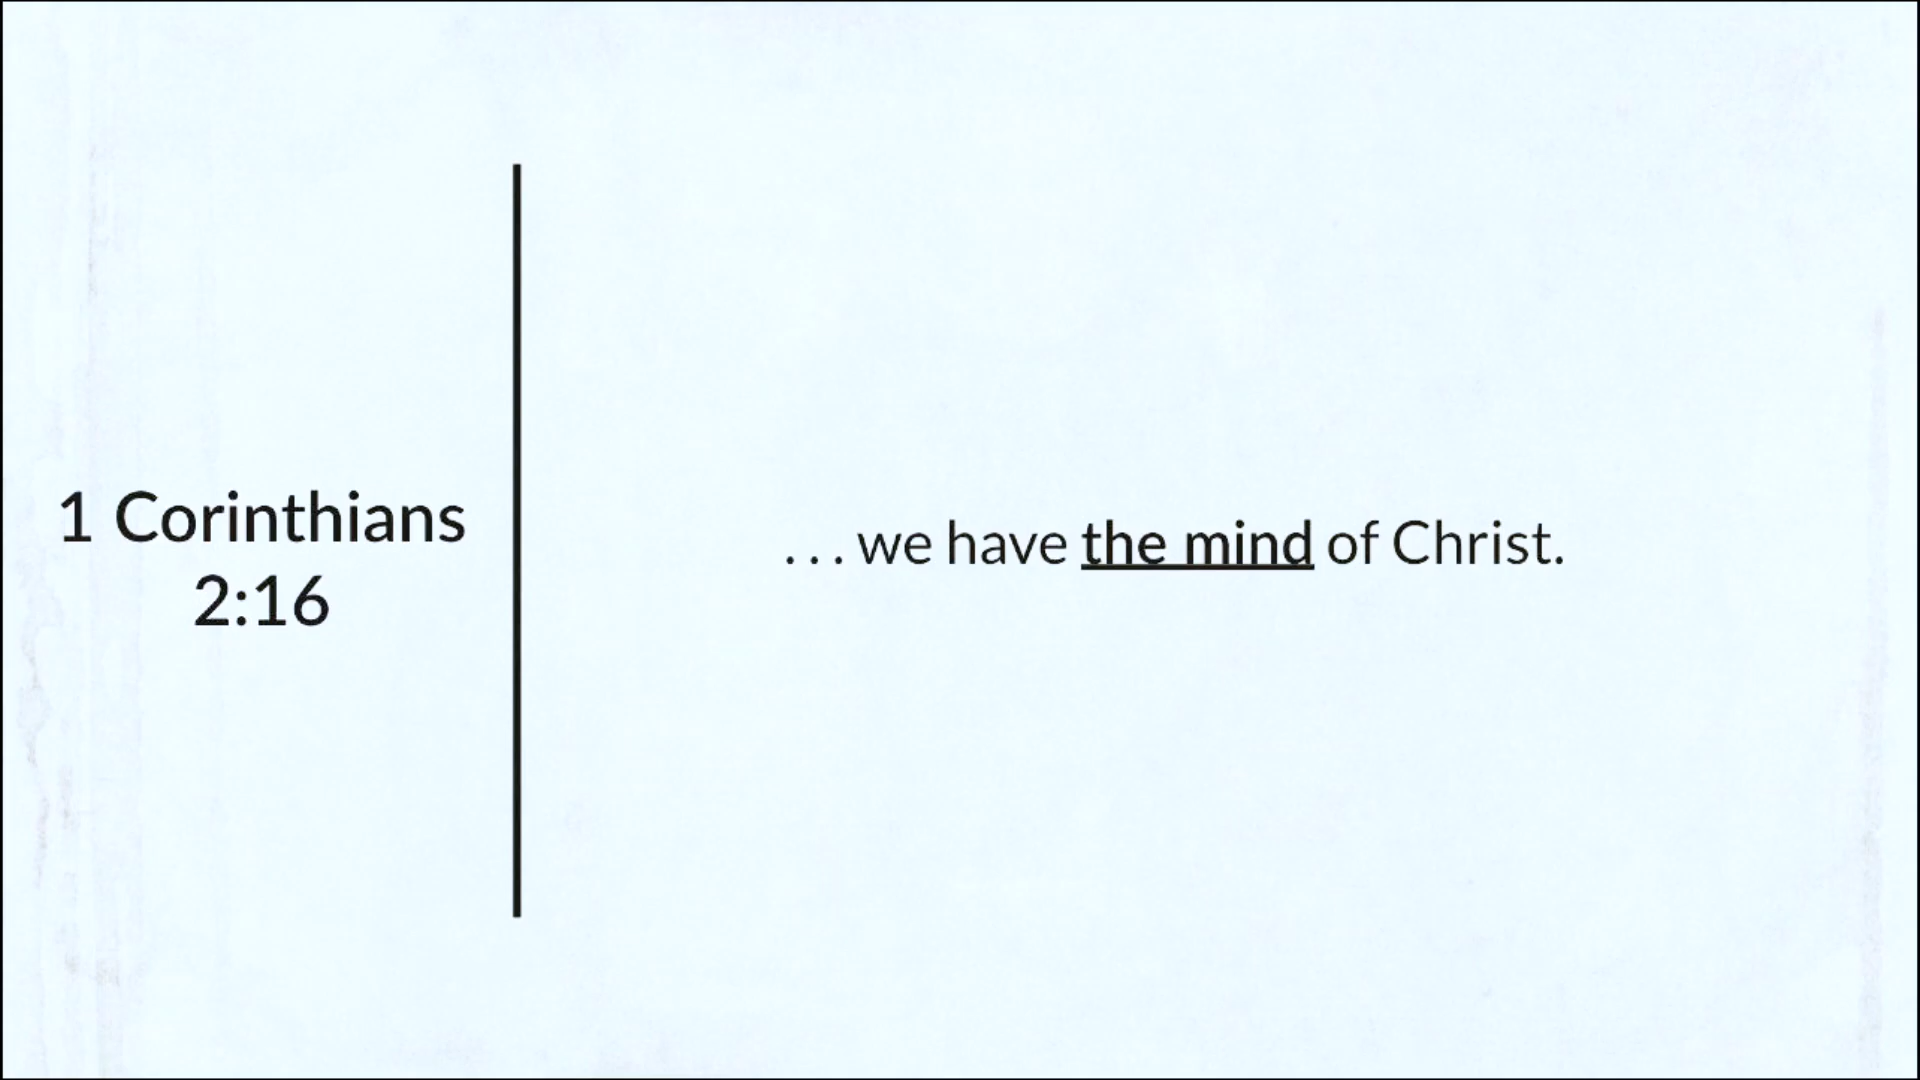 1 Corinthians
2:16
. . . we have the mind of Christ.